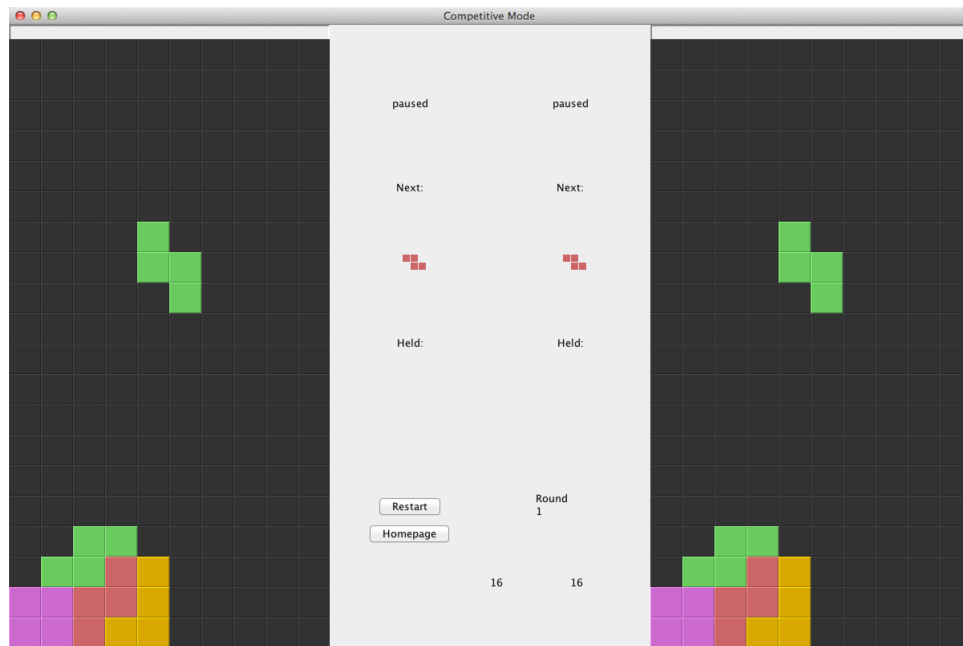 Competitive Mode
paused paused
Next: Next:
Held: Held:
Restart
Round
1
Homepage
16 16